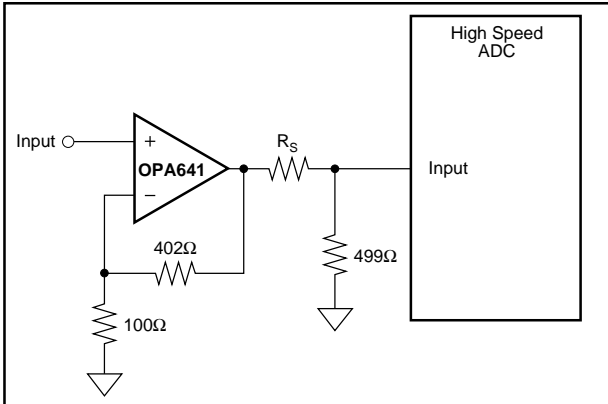 High Speed
ADC
Input
+
OPA641
−
R_S
Input
402Ω
499Ω
100Ω